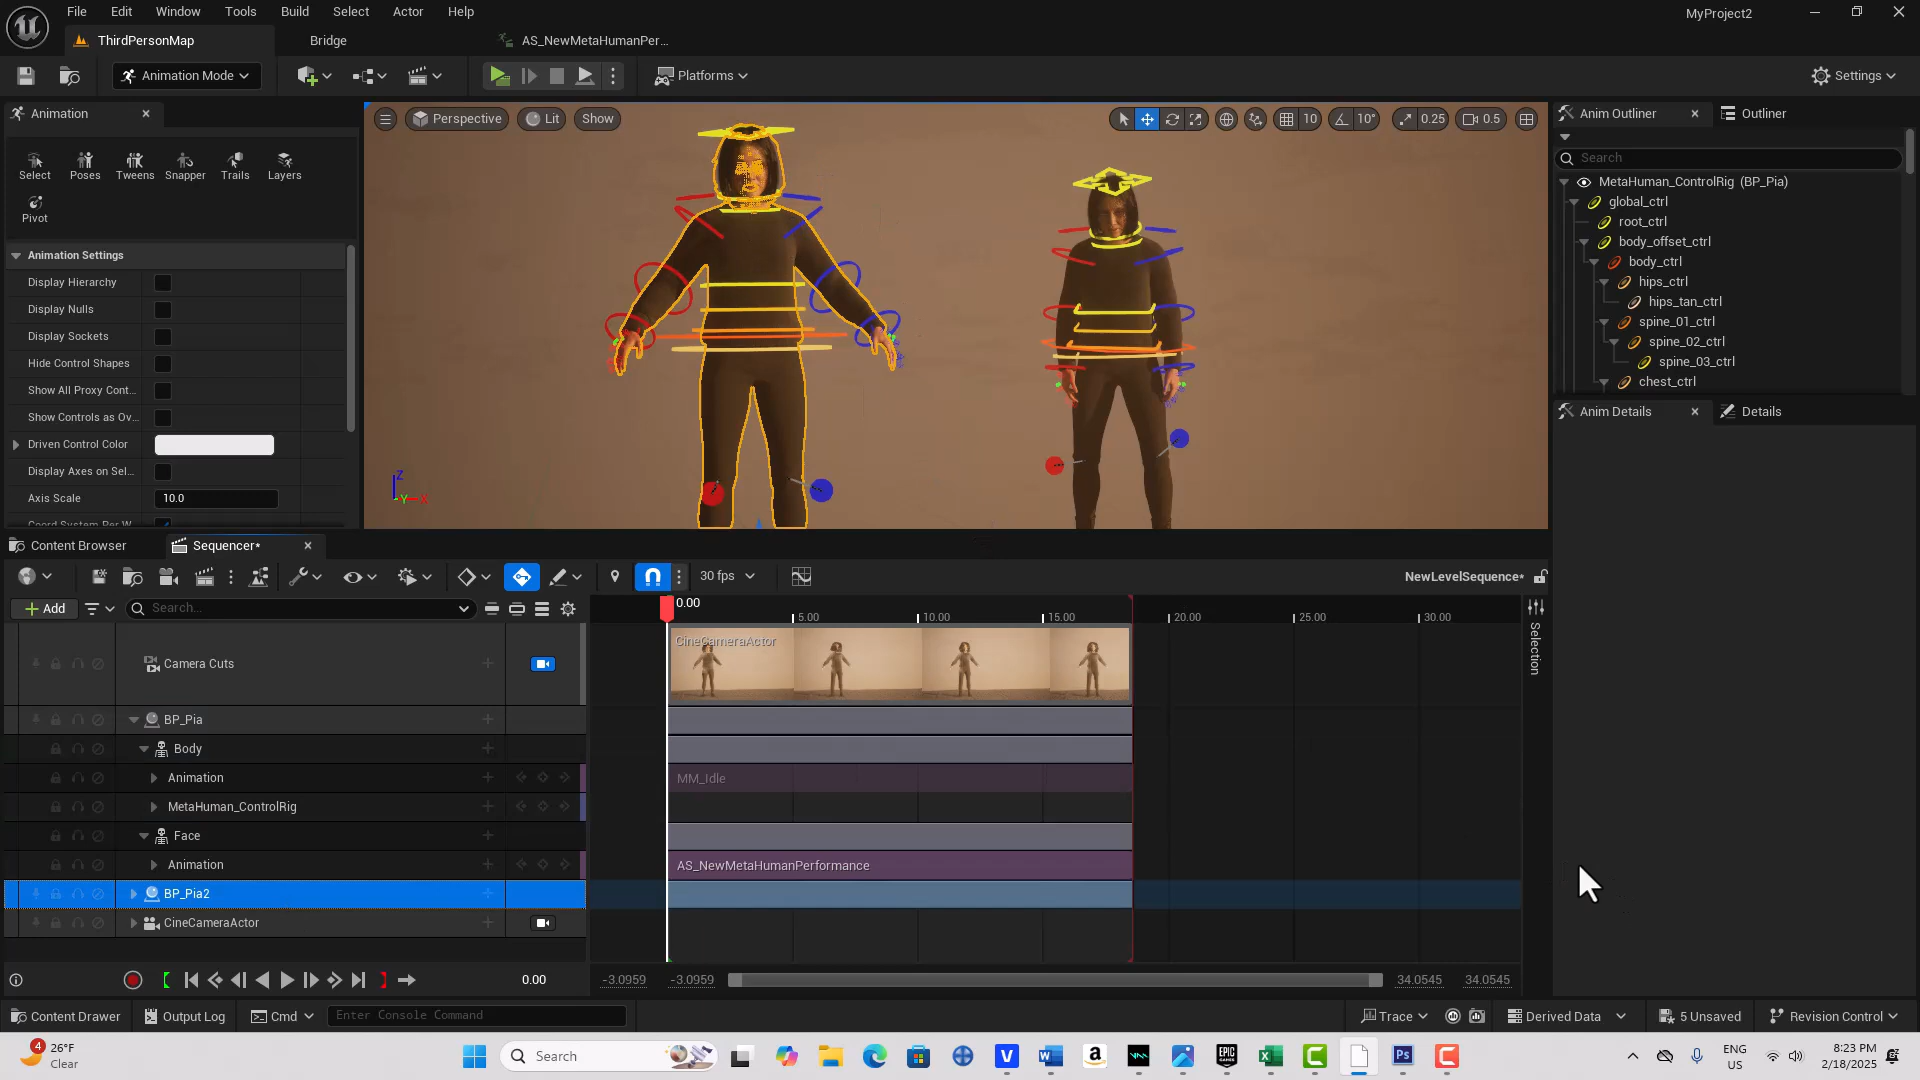 File Edit Window Tools Build Select Actor Help
MyProject2
ThirdPersonMap
Bridge
AS_NewMetaHumanPer...
Animation Mode
Platforms
Settings
Animation
Select Poses Tweens Snapper Trails Layers
Pivot
Animation Settings
Display Hierarchy
Display Nulls
Display Sockets
Hide Control Shapes
Show All Proxy Cont...
Show Controls as Ov...
Driven Control Color
Display Axes on Sel...
Axis Scale 10.0
Coord System Per W
Perspective Lit Show
10 10° 0.25 0.5
Z
Y X
Anim Outliner Outliner
Search
MetaHuman_ControlRig (BP_Pia)
global_ctrl
root_ctrl
body_offset_ctrl
body_ctrl
hips_ctrl
hips_tan_ctrl
spine_01_ctrl
spine_02_ctrl
spine_03_ctrl
chest_ctrl
Anim Details Details
Content Browser Sequencer*
30 fps
NewLevelSequence*
Add
Search...
0.00
5.00 10.00 15.00 20.00 25.00 30.00
Selection
Camera Cuts
CineCameraActor
BP_Pia
Body
Animation
MM_Idle
MetaHuman_ControlRig
Face
Animation
AS_NewMetaHumanPerformance
BP_Pia2
CineCameraActor
0.00
-3.0959 -3.0959 34.0545 34.0545
Content Drawer Output Log Cmd Enter Console Command
Trace Derived Data 5 Unsaved Revision Control
4
26°F
Clear
Search
V
W
a
EPIC
GAMES
X
C
Ps
C
ENG
US
8:23 PM
2/18/2025